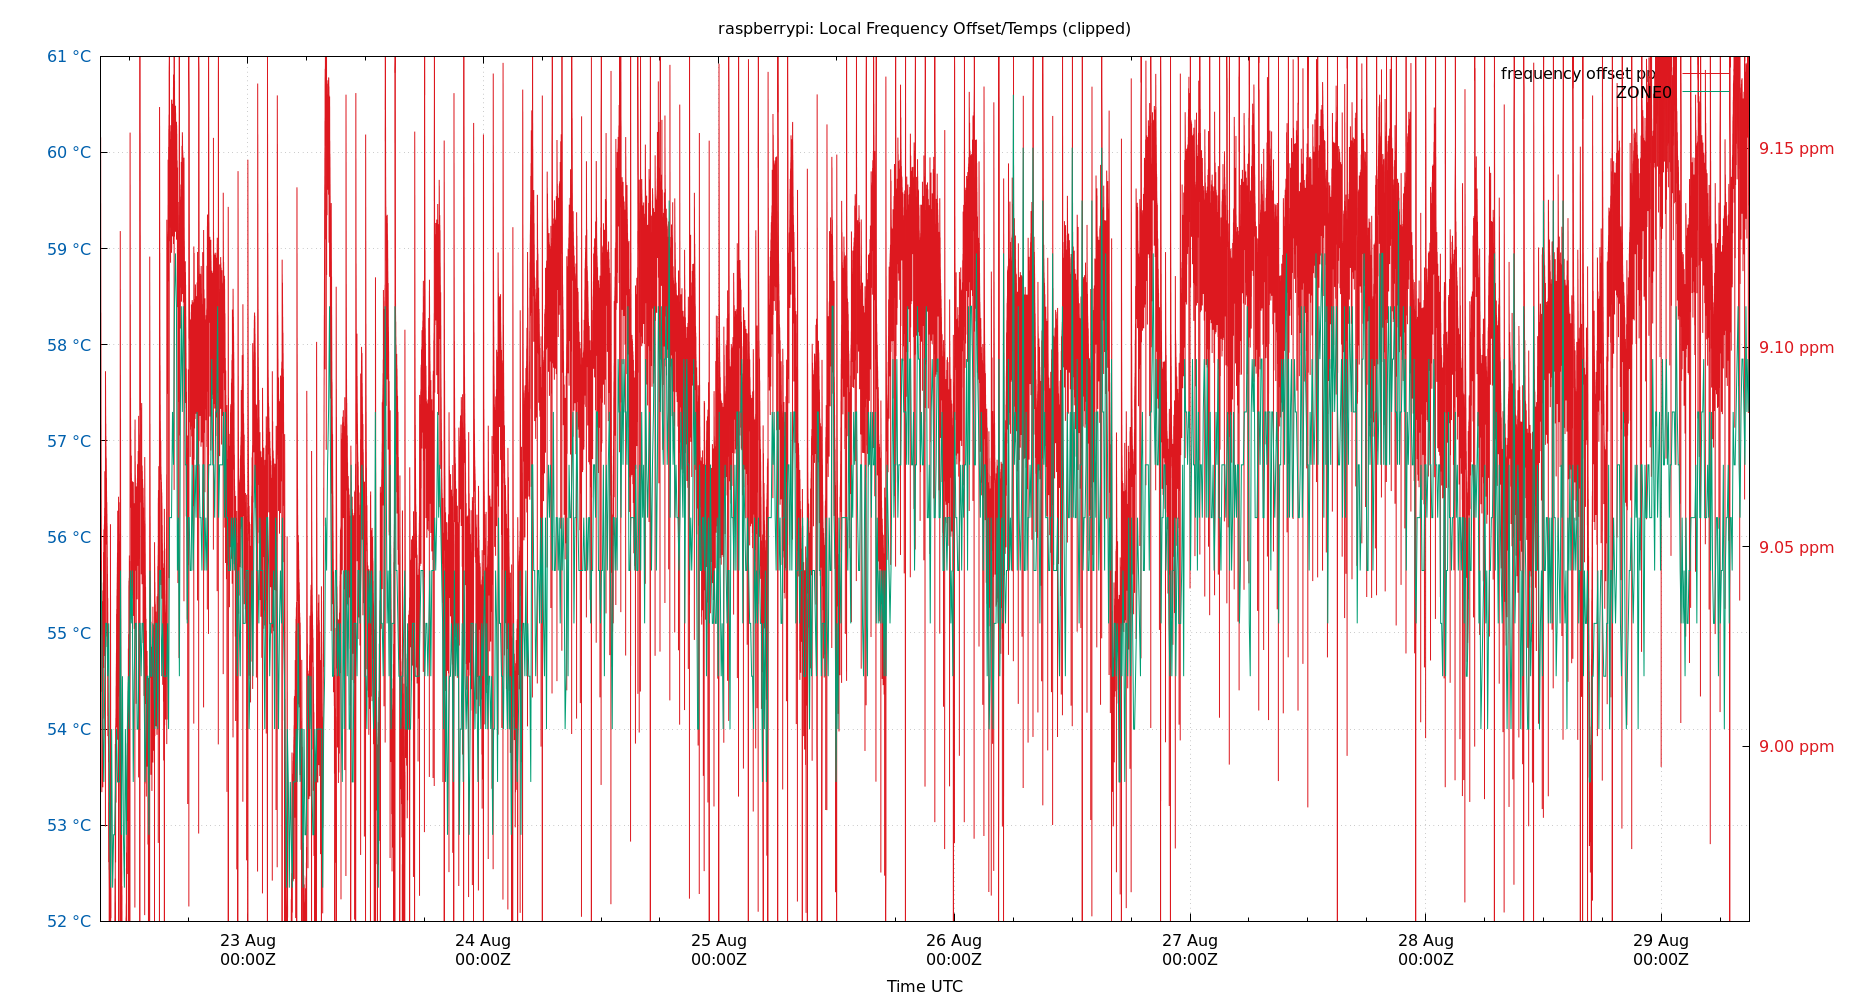 raspberrypi: Local Frequency Offset/Temps (clipped)
61 °C
60 °C
59 °C
58 °C
57 °C
56 °C
55 °C
54 °C
53 °C
52 °C
frequency offset pp
ZONE0
9.15 ppm
9.10 ppm
9.05 ppm
9.00 ppm
23 Aug
00:00Z
24 Aug
00:00Z
25 Aug
00:00Z
26 Aug
00:00Z
27 Aug
00:00Z
28 Aug
00:00Z
29 Aug
00:00Z
Time UTC